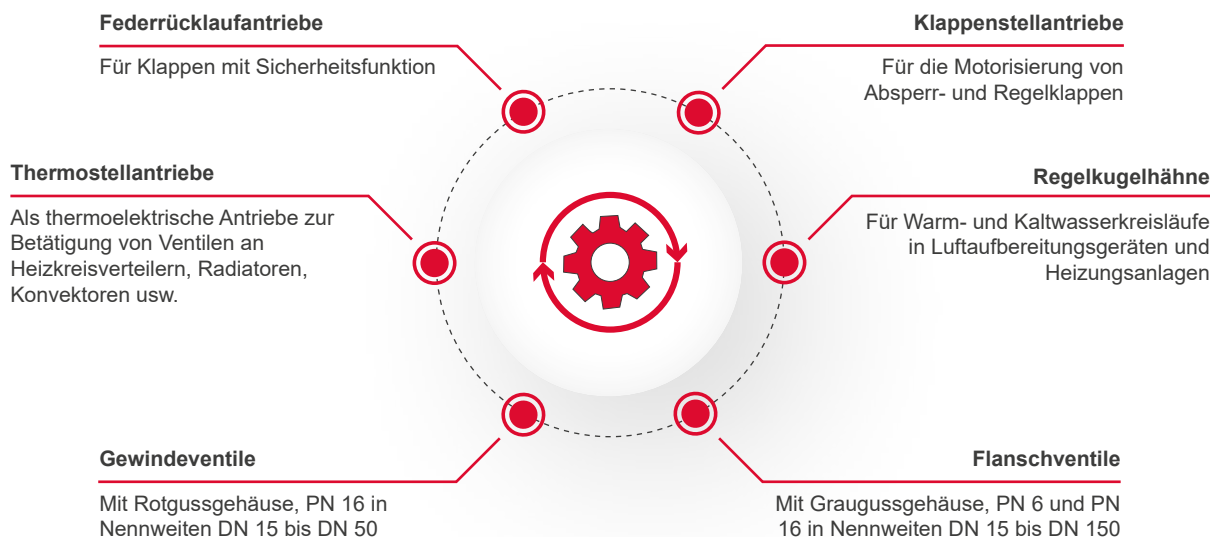 Federrücklaufantriebe
Für Klappen mit Sicherheitsfunktion
Klappenstellantriebe
Für die Motorisierung von
Absperr- und Regelklappen
Thermostellantriebe
Als thermoelektrische Antriebe zur
Betätigung von Ventilen an
Heizkreisverteilern, Radiatoren,
Konvektoren usw.
Regelkugelhähne
Für Warm- und Kaltwasserkreisläufe
in Luftaufbereitungsgeräten und
Heizungsanlagen
Gewindeventile
Mit Rotgussgehäuse, PN 16 in
Nennweiten DN 15 bis DN 50
Flanschventile
Mit Graugussgehäuse, PN 6 und PN
16 in Nennweiten DN 15 bis DN 150